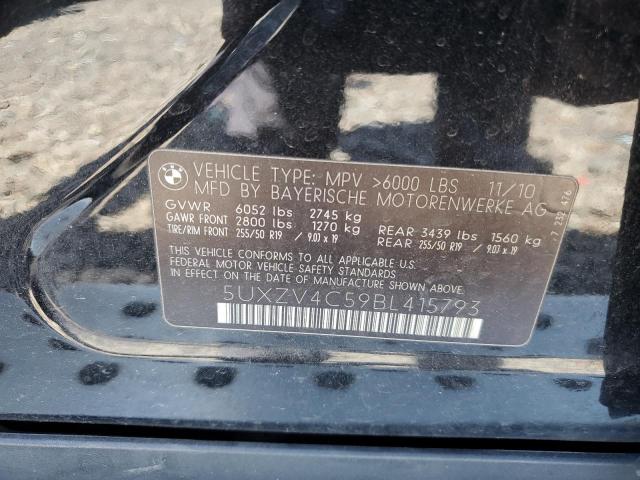 VEHICLE TYPE: MPV >6000 LBS 11/10
MFD BY BAYERISCHE MOTORENWERKE AG
GVWR 6052 lbs 2745 kg
GAWR FRONT 2800 lbs 1270 kg REAR 3439 lbs 1560 kg
TIRE/RIM FRONT 255/50 R19 / 9.0J x 19 REAR 255/50 R19 / 9.0J x 19
THIS VEHICLE CONFORMS TO ALL APPLICABLE U.S.
FEDERAL MOTOR VEHICLE SAFETY STANDARDS
IN EFFECT ON THE DATE OF MANUFACTURE SHOWN ABOVE.
5UXZV4C59BL415793
7 232 476